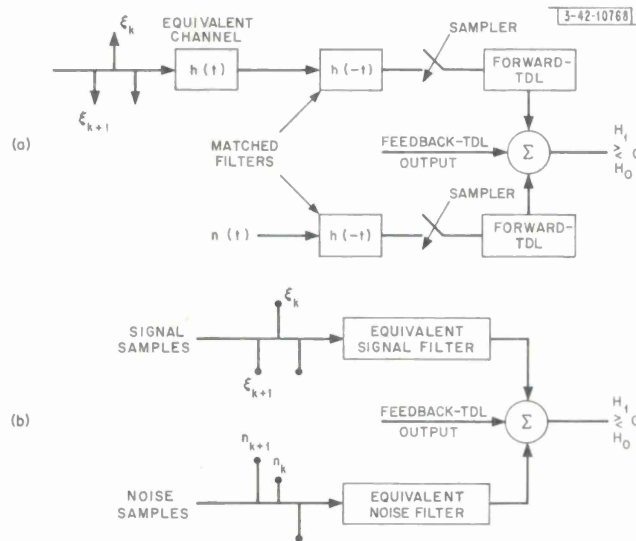 3-42-10768
ξk
EQUIVALENT
CHANNEL
h(t)
h(-t)
SAMPLER
FORWARD-
TDL
ξk+1
(a)
MATCHED
FILTERS
FEEDBACK-TDL
OUTPUT
Σ
H1
≷ 0
H0
SAMPLER
n(t)
h(-t)
FORWARD-
TDL
ξk
SIGNAL
SAMPLES
EQUIVALENT
SIGNAL FILTER
ξk+1
(b)
FEEDBACK-TDL
OUTPUT
Σ
H1
≷ 0
H0
nk+1
nk
NOISE
SAMPLES
EQUIVALENT
NOISE FILTER